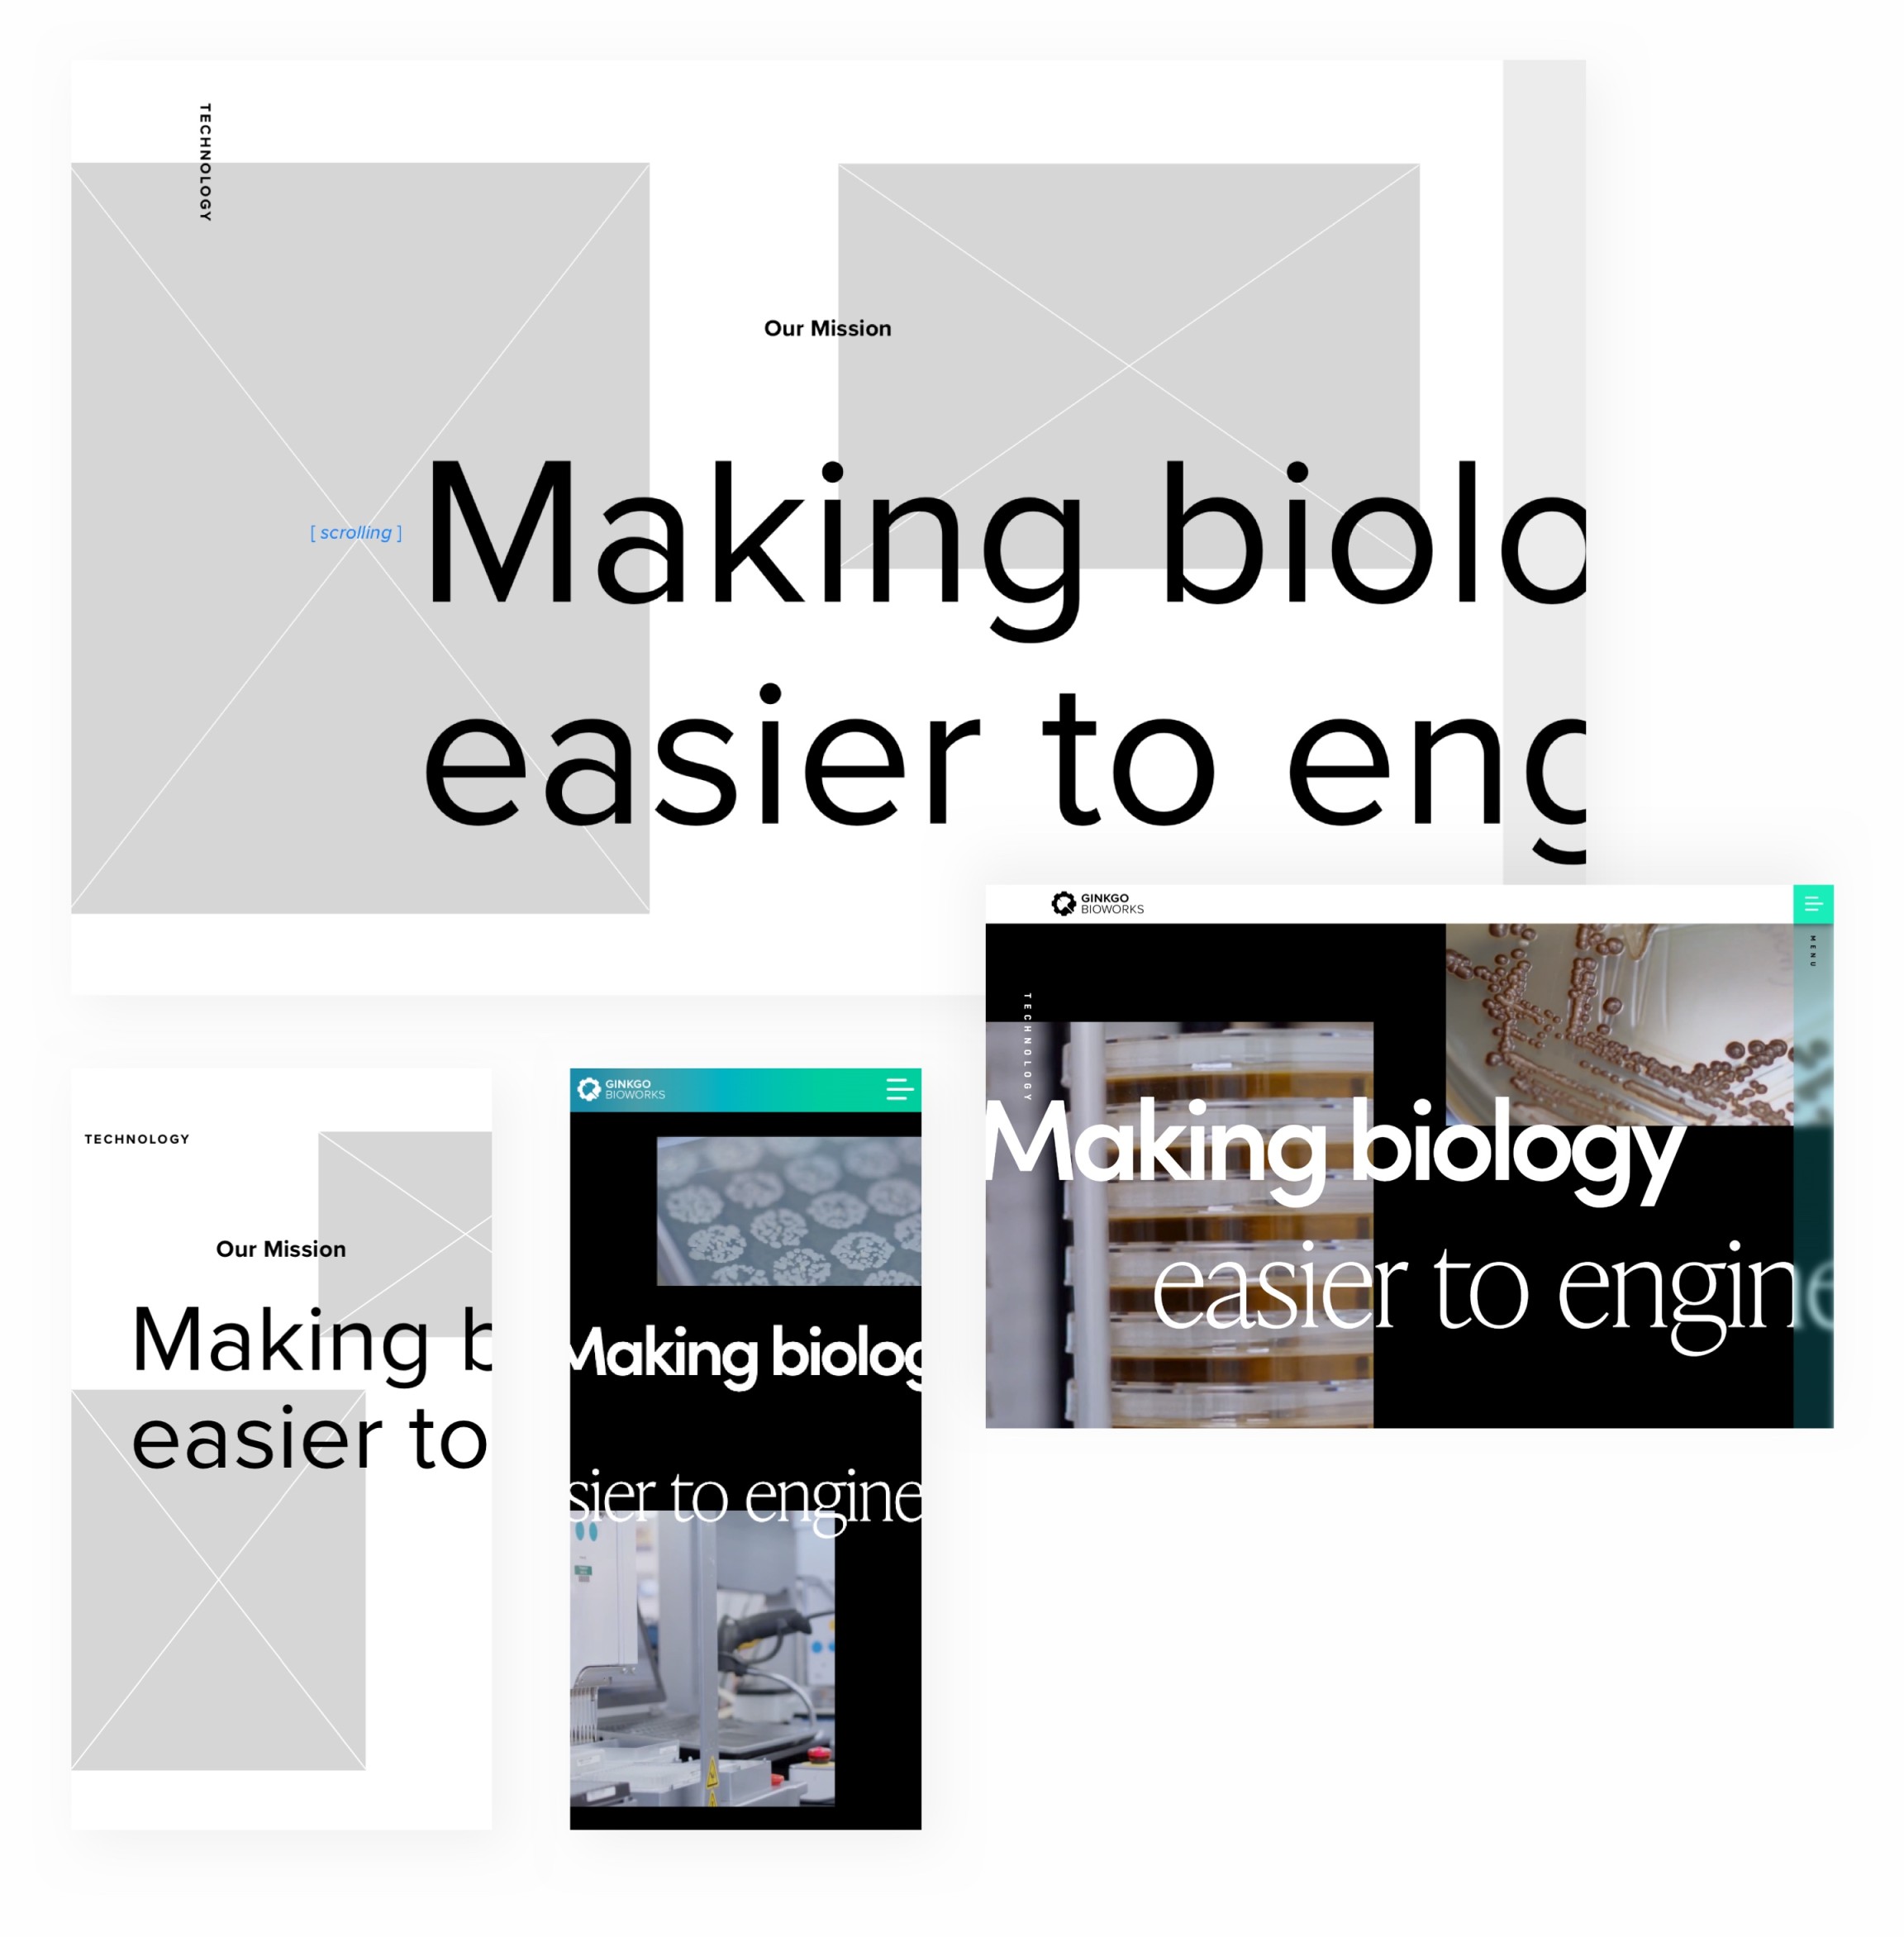 TECHNOLOGY
Our Mission
[ scrolling ]
Making biolo
easier to eng
GINKGO
BIOWORKS
MENU
TECHNOLOGY
Making biology
easier to engine
TECHNOLOGY
Our Mission
Making b
easier to
GINKGO
BIOWORKS
Making biolog
sier to engine